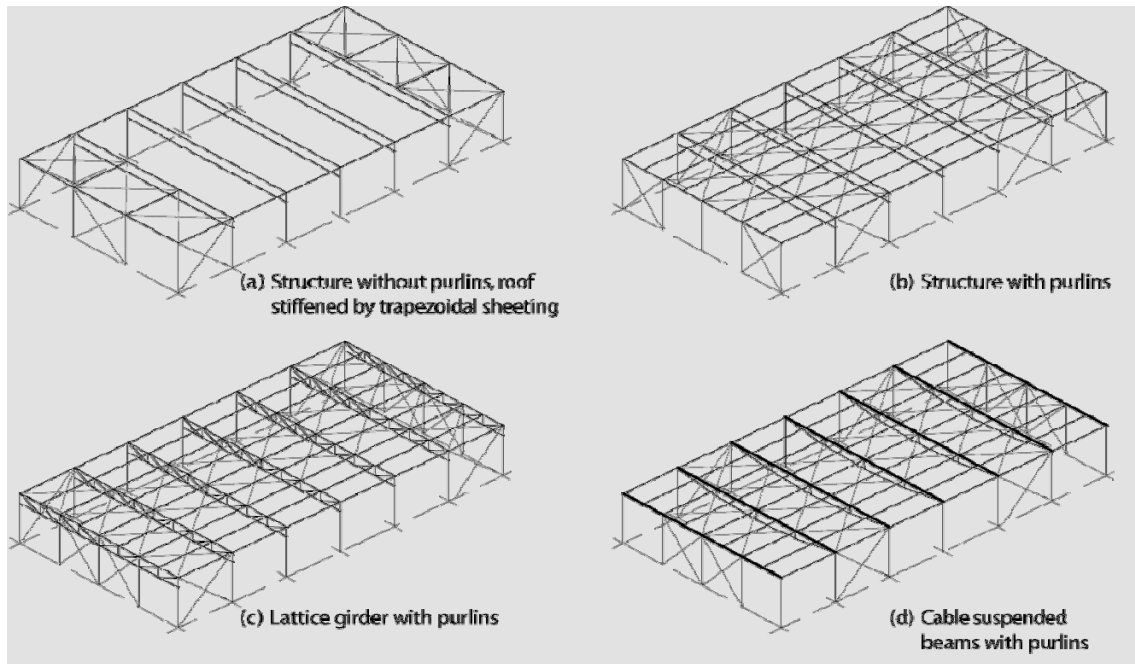 (a) Structure without purlins, roof
stiffened by trapezoidal sheeting
(b) Structure with purlins
(c) Lattice girder with purlins
(d) Cable suspended
beams with purlins